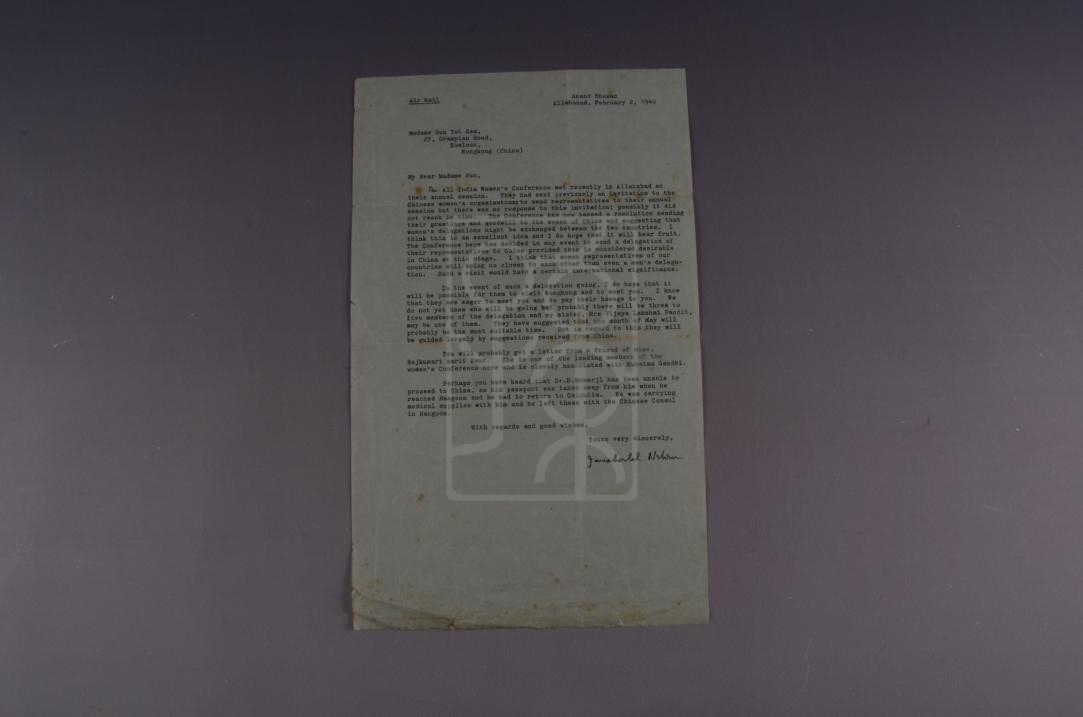 Air Mail
Anand Bhawan
Allahabad, February 2, 1940
Madame Sun Yat Sen,
Grampian Road,
Kowloon,
Hongkong (China)
My dear Madame Sun,
The All India Women's Conference met recently in Allahabad at
their annual session. They had sent previously an invitation to the
Chinese women's organisations to send representatives to their annual
session but there was no response to this invitation; possibly it did
not reach in time. The Conference has now passed a resolution sending
their greetings and goodwill to the women of China and suggesting that
women's delegations might be exchanged between the two countries. I
think this is an excellent idea and I do hope that it will bear fruit.
The Conference here has decided in any event to send a delegation of
their representatives to China provided this is considered desirable
in China at this stage. I think that women representatives of our
countries will bring us closer to each other than even a men's delega-
tion. Such a visit would have a certain international significance.
In the event of such a delegation going, I do hope that it
will be possible for them to visit Hongkong and to meet you. I know
that they are eager to meet you and to pay their homage to you. We
do not yet know who will be going but probably there will be three to
five members of the delegation and my sister, Mrs Vijaya Lakshmi Pandit,
may be one of them. They have suggested that the month of May will
probably be the most suitable time. But in regard to this they will
be guided largely by suggestions received from China.
You will probably get a letter from a friend of mine,
Rajkumari Amrit Kaur. She is one of the leading members of the
women's Conference here and is closely associated with Mahatma Gandhi.
Perhaps you have heard that Dr.D.Mukerji has been unable to
proceed to China, as his passport was taken away from him when he
reached Rangoon and he had to return to Calcutta. He was carrying
medical supplies with him and he left these with the Chinese Consul
in Rangoon.
With regards and good wishes,
Yours very sincerely,
Jawaharlal Nehru